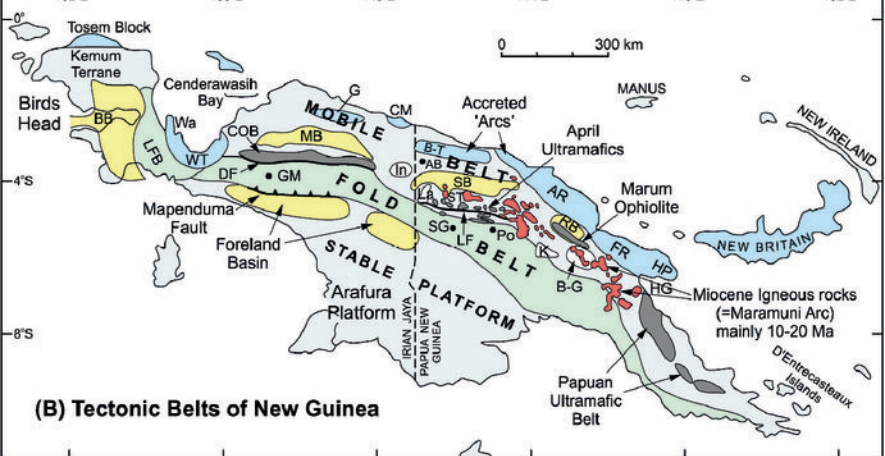 0°
Tosem Block
Kemum
Terrane
Cenderawasih
Bay
G
CM
MOBILE
0 300 km
MANUS
NEW IRELAND
Birds
Head
BB
Wa
COB
MB
Accreted
'Arcs'
April
Ultramafics
LFB
WT
B-T
AB
BELT
DF
GM
In
SB
AR
4°S
FOLD
La
ST
Marum
Ophiolite
Mapenduma
Fault
RB
NEW BRITAIN
Foreland
Basin
SG
LF
Po
FR
K
HP
BELT
STABLE
B-G
HG
Arafura
Platform
PLATFORM
Miocene Igneous rocks
(=Maramuni Arc)
mainly 10-20 Ma
8°S
IRIAN JAYA
PAPUA NEW
GUINEA
D'Entrecasteaux
Islands
Papuan
Ultramafic
Belt
(B) Tectonic Belts of New Guinea